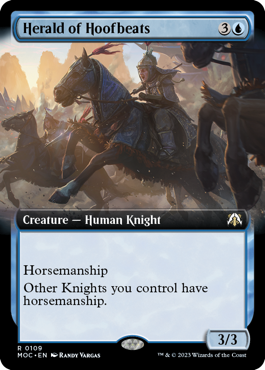 Herald of Hoofbeats 3
Creature — Human Knight
Horsemanship
Other Knights you control have
horsemanship.
3/3
R 0109
MOC • EN RANDY VARGAS
™ & © 2023 Wizards of the Coast